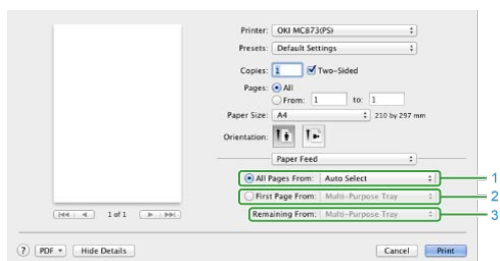 Printer: OKI MC873(PS)
Presets: Default Settings
Copies: 1 Two-Sided
Pages: All
From: 1 to: 1
Paper Size: A4 210 by 297 mm
Orientation:
Paper Feed
All Pages From: Auto Select 1
First Page From: Multi-Purpose Tray 2
Remaining From: Multi-Purpose Tray 3
1 of 1
? PDF Hide Details Cancel Print